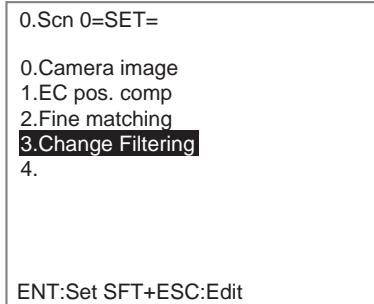 0.Scn 0=SET=
0.Camera image
1.EC pos. comp
2.Fine matching
3.Change Filtering
4.
ENT:Set SFT+ESC:Edit